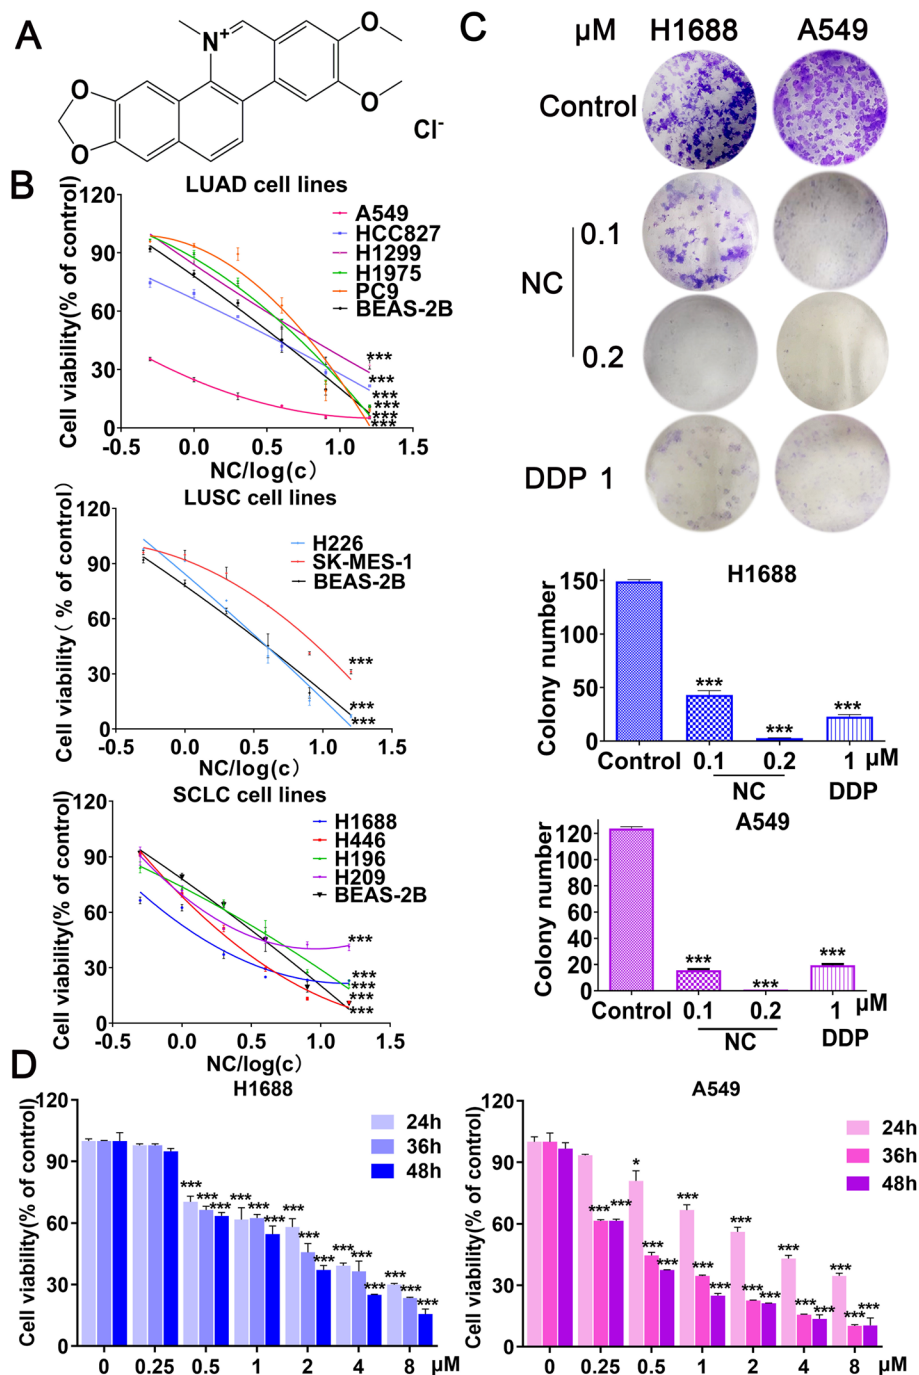 A
N+
O
O
O
O
Cl-
B
LUAD cell lines
Cell viability(% of control)
120
90
60
30
0
-0.5
0.0
0.5
1.0
1.5
NC/log(c)
A549
HCC827
H1299
H1975
PC9
BEAS-2B
***
***
***
***
***
***
LUSC cell lines
Cell viability( % of control)
120
90
60
30
0
-0.5
0.0
0.5
1.0
1.5
NC/log(c)
H226
SK-MES-1
BEAS-2B
***
***
***
SCLC cell lines
Cell viability(% of control)
120
90
60
30
0
-0.5
0.0
0.5
1.0
1.5
NC/log(c)
H1688
H446
H196
H209
BEAS-2B
***
***
***
***
***
C
μM H1688 A549
Control
NC
0.1
0.2
DDP 1
H1688
Colony number
150
100
50
0
***
***
***
Control 0.1 0.2 1 μM
NC DDP
A549
Colony number
120
100
80
60
40
20
0
***
***
***
Control 0.1 0.2 1 μM
NC DDP
D
H1688
Cell viability(% of control)
120
90
60
30
0
24h
36h
48h
*** *** ***
*** ***
*** *** ***
*** *** ***
*** *** ***
0 0.25 0.5 1 2 4 8 μM
A549
Cell viability(% of control)
120
90
60
30
0
24h
36h
48h
*** ***
* *** ***
*** *** ***
*** *** ***
*** *** ***
*** *** ***
0 0.25 0.5 1 2 4 8 μM